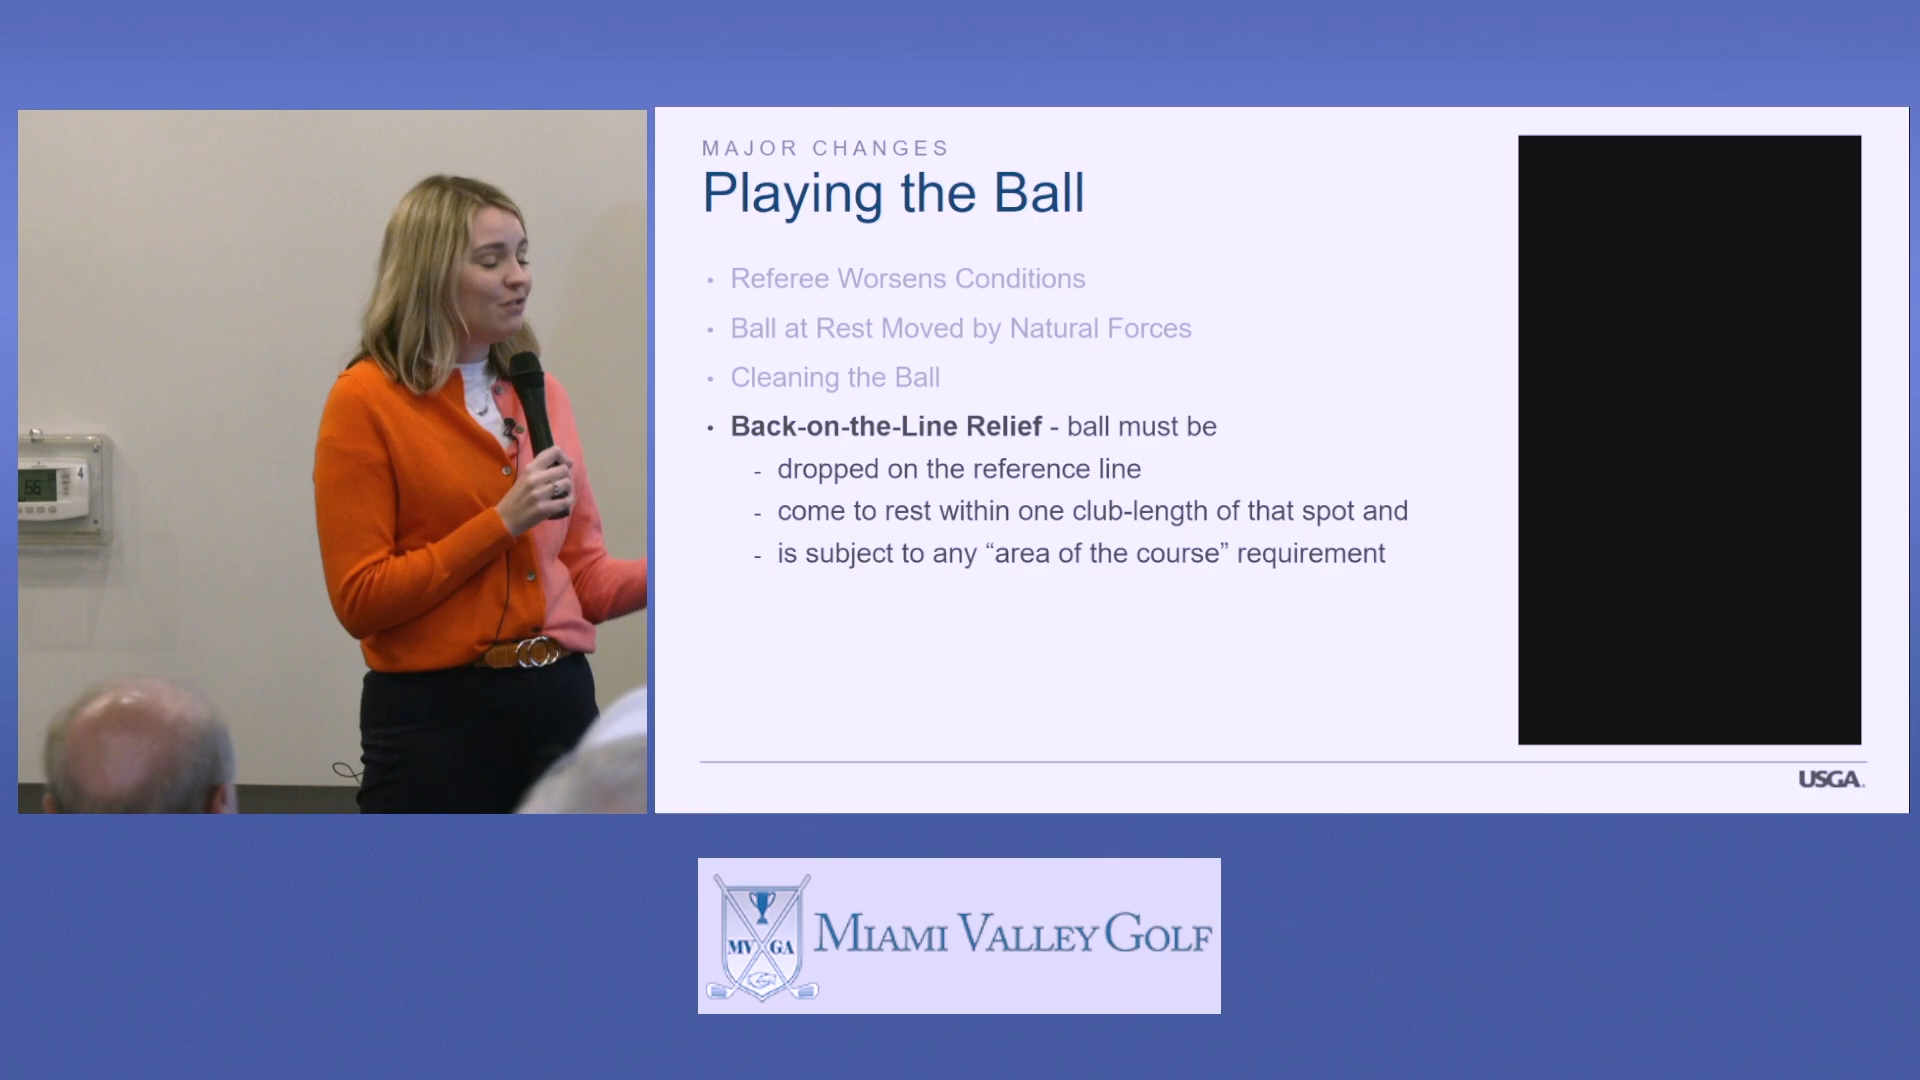 MAJOR CHANGES
Playing the Ball
• Referee Worsens Conditions
• Ball at Rest Moved by Natural Forces
• Cleaning the Ball
• Back-on-the-Line Relief - ball must be
- dropped on the reference line
- come to rest within one club-length of that spot and
- is subject to any “area of the course” requirement
USGA.
66
4
MV GA
MIAMI VALLEY GOLF